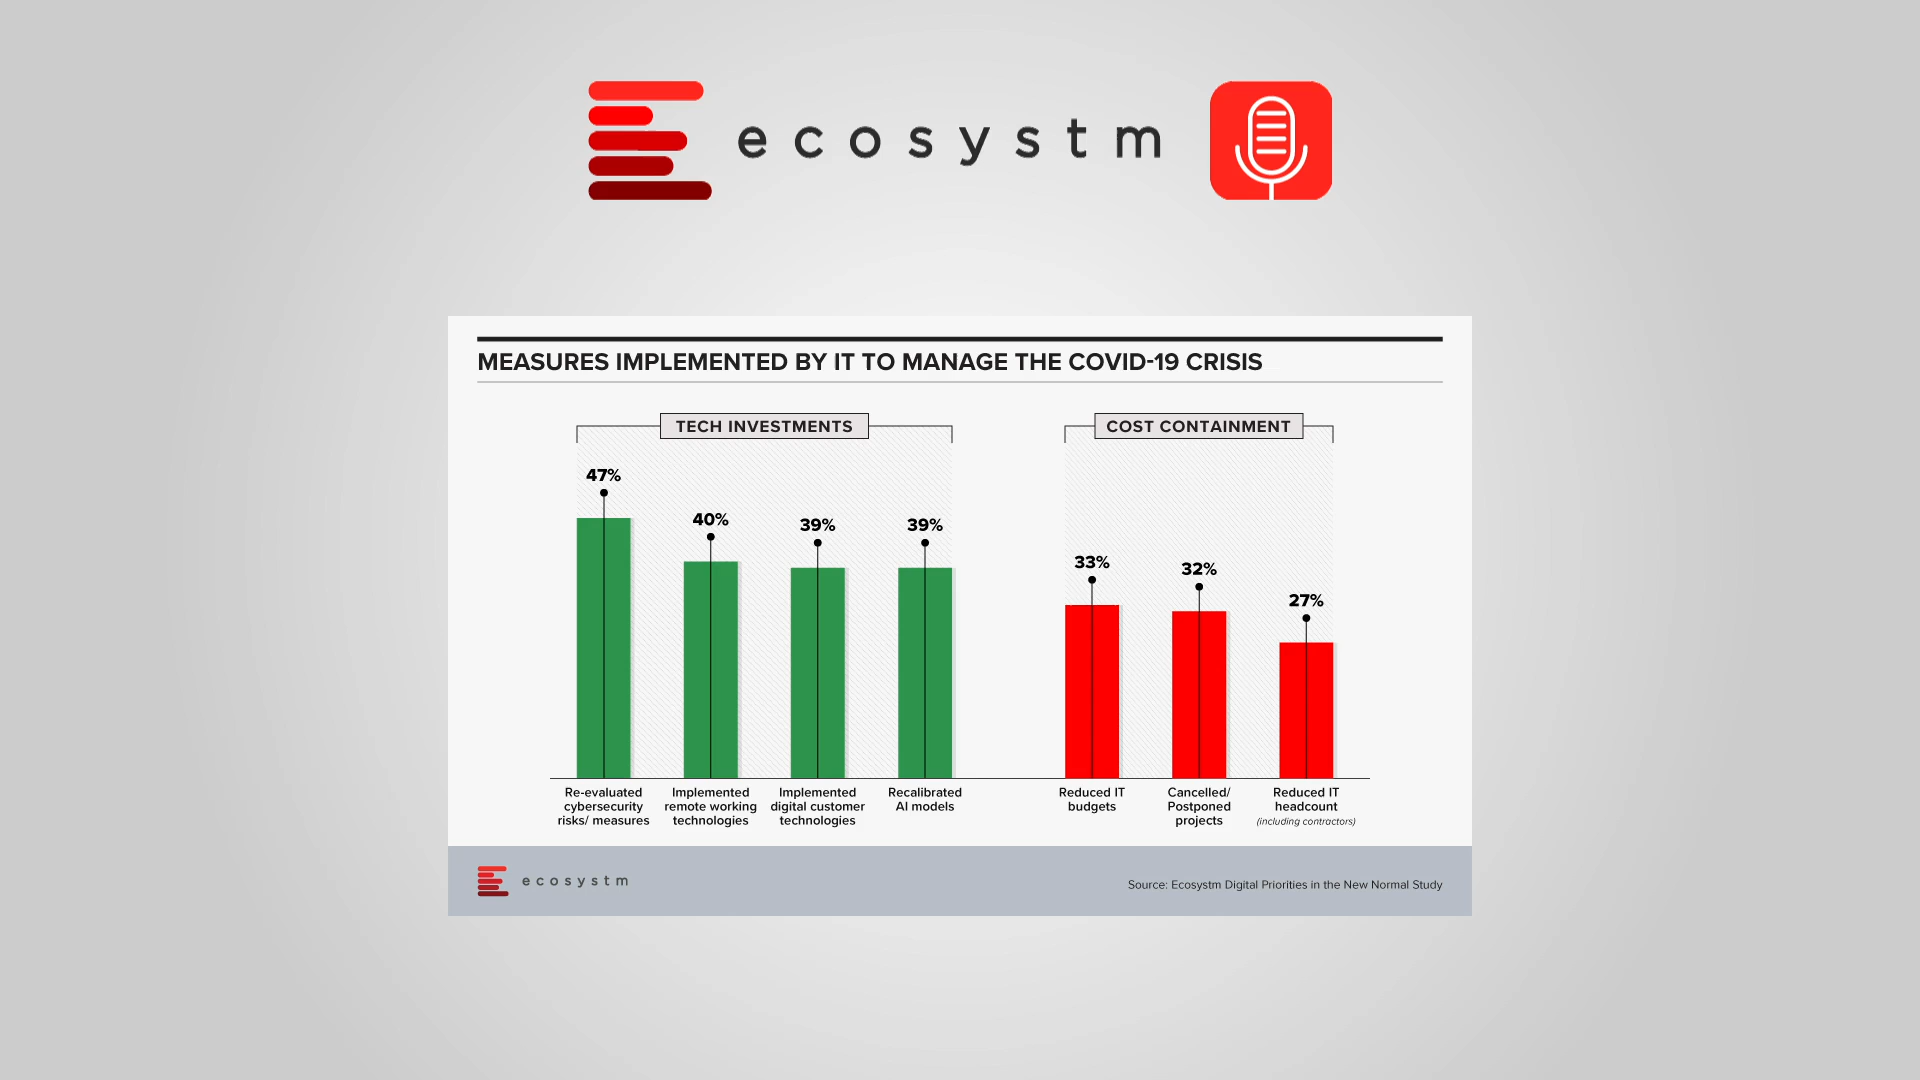 ecosystm
MEASURES IMPLEMENTED BY IT TO MANAGE THE COVID-19 CRISIS
TECH INVESTMENTS
47%
40%
39%
39%
Re-evaluated
cybersecurity
risks/ measures
Implemented
remote working
technologies
Implemented
digital customer
technologies
Recalibrated
AI models
COST CONTAINMENT
33%
32%
27%
Reduced IT
budgets
Cancelled/
Postponed
projects
Reduced IT
headcount
(including contractors)
ecosystm
Source: Ecosystm Digital Priorities in the New Normal Study